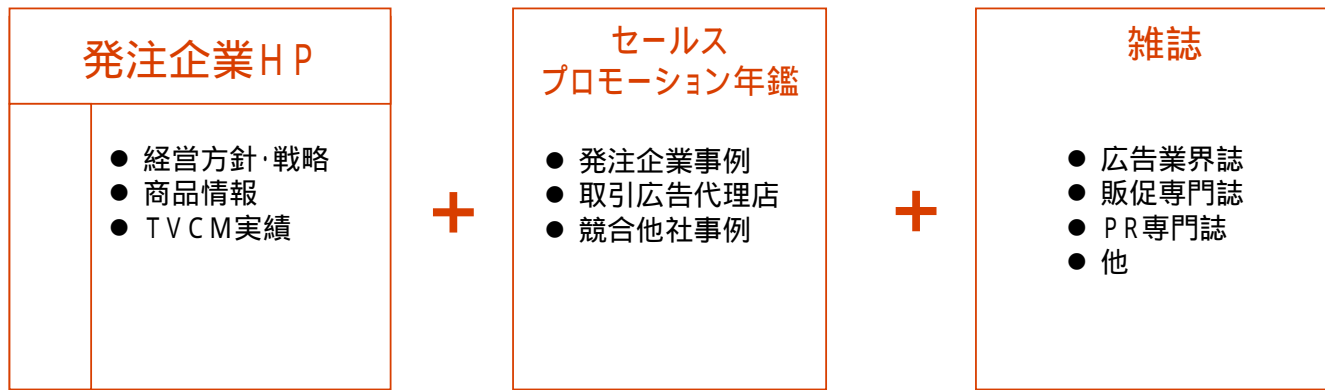 発注企業HP
● 経営方針・戦略
● 商品情報
● TVCM実績
+
セールス
プロモーション年鑑
● 発注企業事例
● 取引広告代理店
● 競合他社事例
+
雑誌
● 広告業界誌
● 販促専門誌
● PR専門誌
● 他